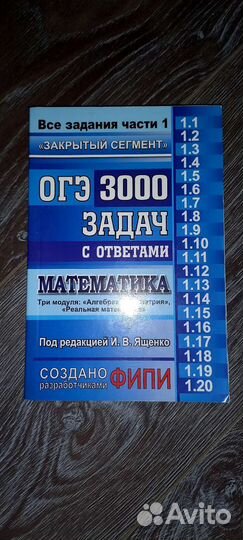 Все задания части 1
«ЗАКРЫТЫЙ СЕГМЕНТ»
ОГЭ 3000
ЗАДАЧ
С ОТВЕТАМИ
МАТЕМАТИКА
Три модуля: «Алгебра»,
«Реальная математика»
Под редакцией И. В. Ященко
СОЗДАНО
разработчиками ФИПИ
1.1
1.2
1.3
1.4
1.5
1.6
1.7
1.8
1.9
1.10
1.11
1.12
1.13
1.14
1.15
1.16
1.17
1.18
1.19
1.20
Avito